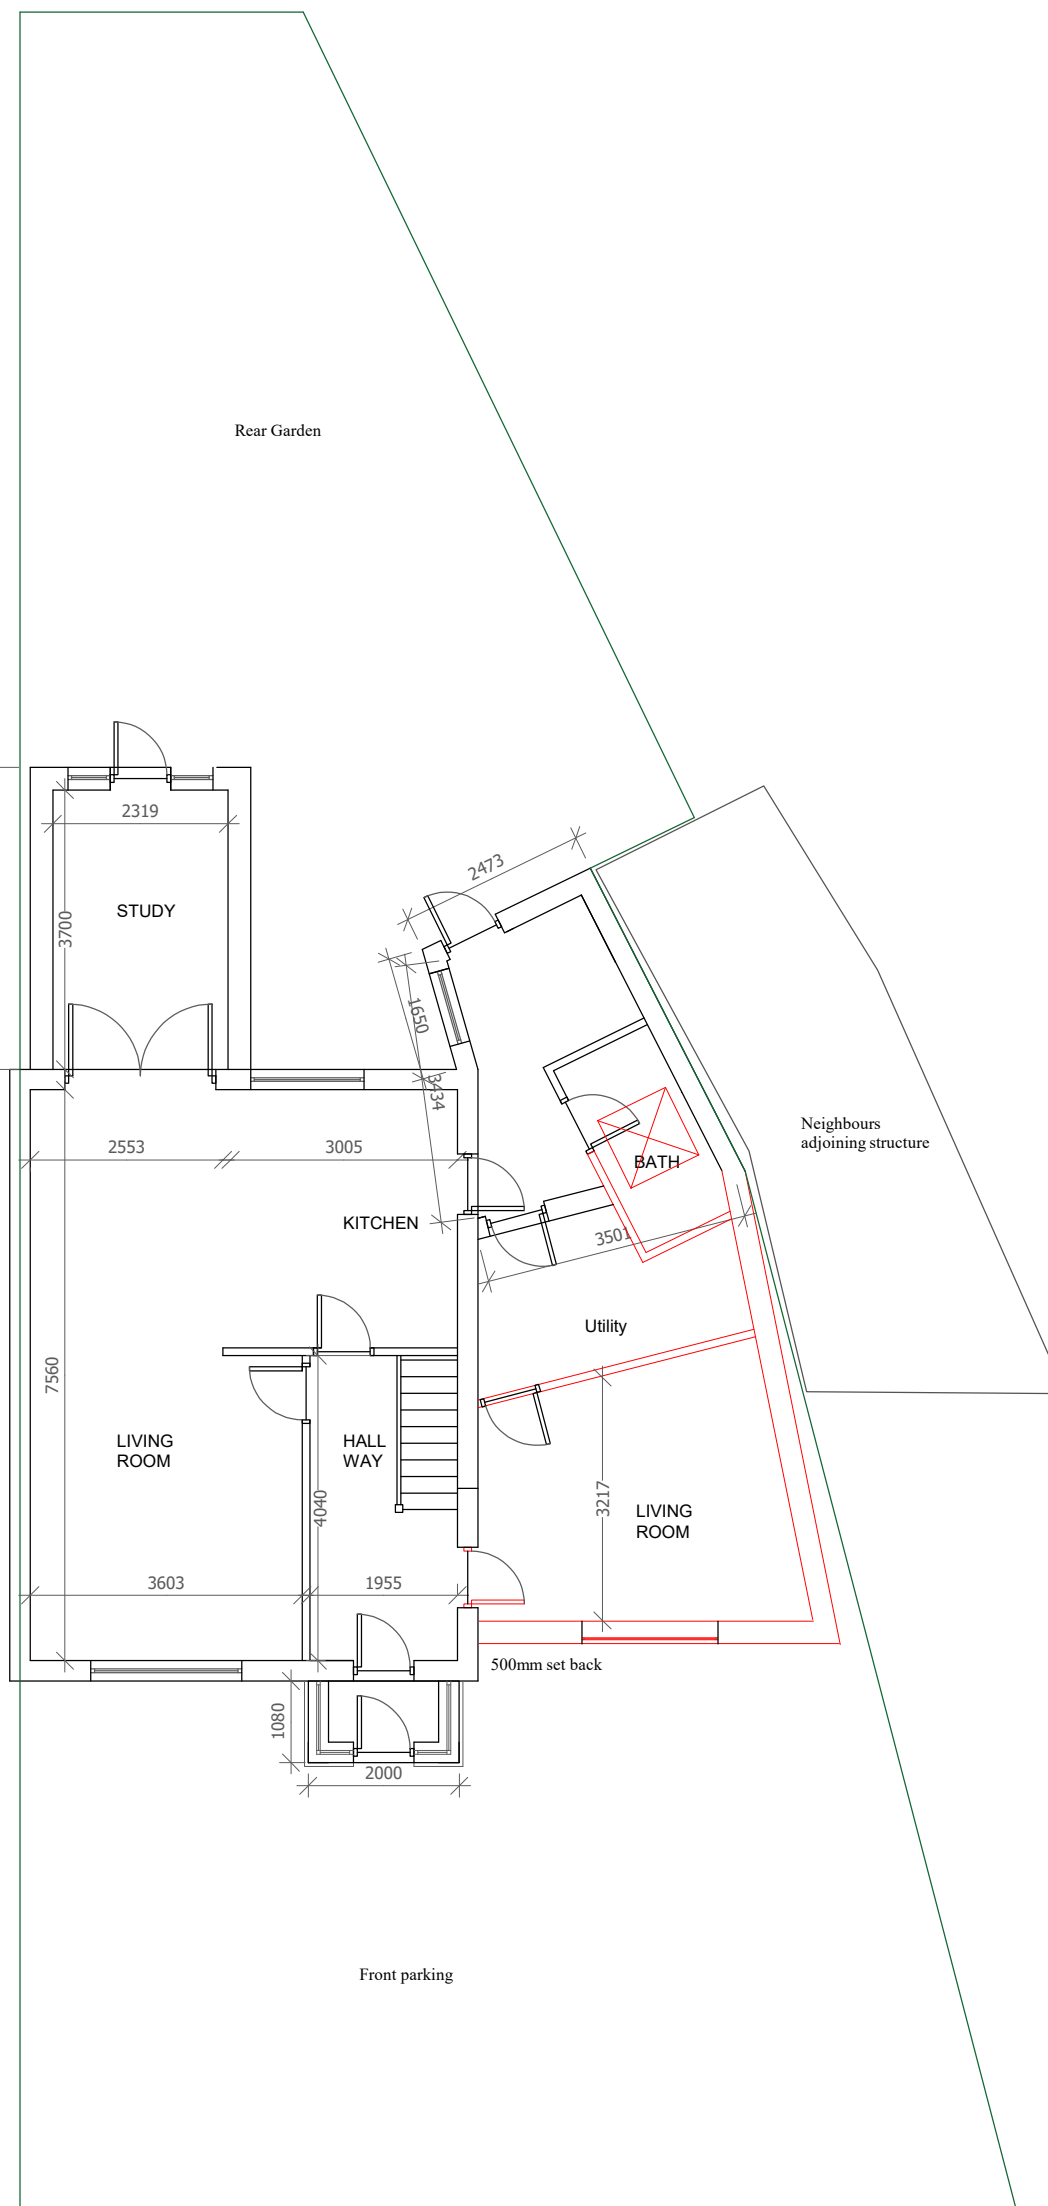 Rear Garden
2319
STUDY
3700
2473
1650
3434
Neighbours
adjoining structure
2553
3005
BATH
KITCHEN
3501
Utility
7560
LIVING
ROOM
HALL
WAY
4040
3217
LIVING
ROOM
3603
1955
500mm set back
1080
2000
Front parking